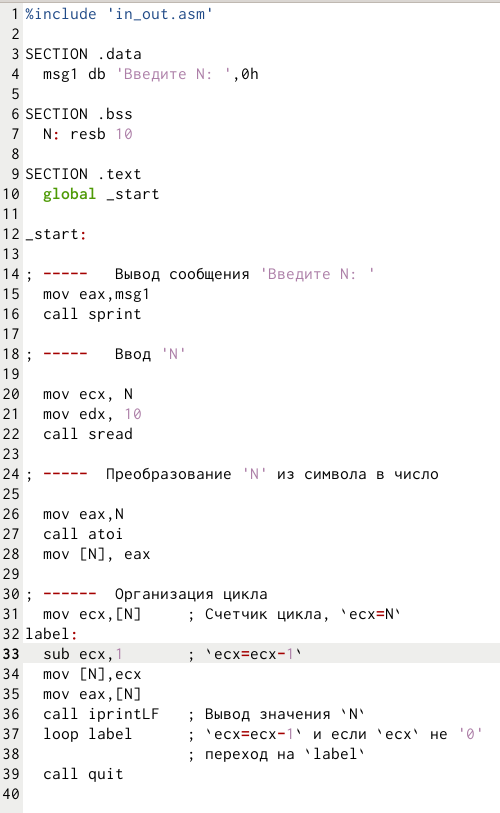 1 %include 'in_out.asm'
2
3 SECTION .data
4   msg1 db 'Введите N: ',0h
5
6 SECTION .bss
7   N: resb 10
8
9 SECTION .text
10   global _start
11
12 _start:
13
14 ; -----   Вывод сообщения 'Введите N: '
15   mov eax,msg1
16   call sprint
17
18 ; -----   Ввод 'N'
19
20   mov ecx, N
21   mov edx, 10
22   call sread
23
24 ; -----  Преобразование 'N' из символа в число
25
26   mov eax,N
27   call atoi
28   mov [N], eax
29
30 ; ------  Организация цикла
31   mov ecx,[N]     ; Счетчик цикла, `ecx=N`
32 label:
33   sub ecx,1       ; `ecx=ecx-1`
34   mov [N],ecx
35   mov eax,[N]
36   call iprintLF   ; Вывод значения `N`
37   loop label      ; `ecx=ecx-1` и если `ecx` не '0'
38                   ; переход на `label`
39   call quit
40